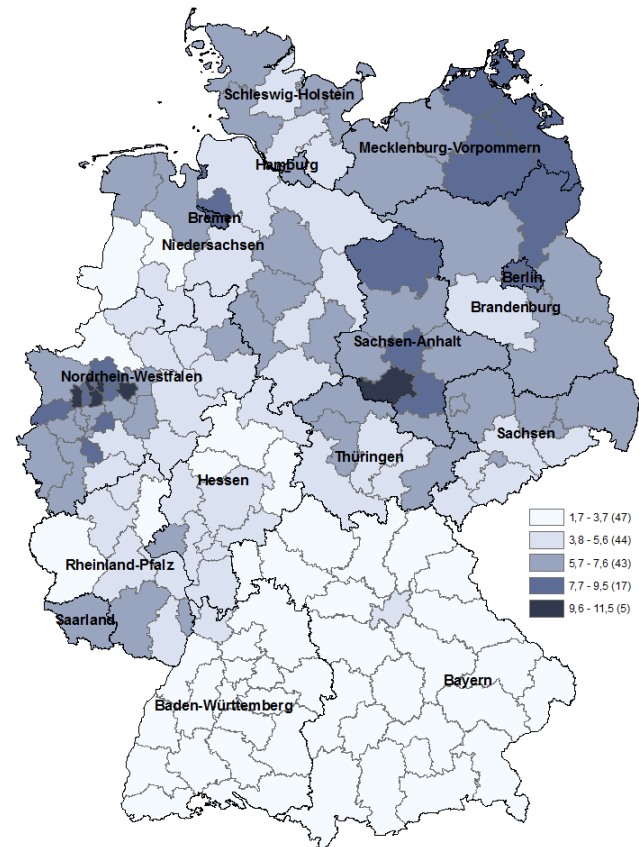 Schleswig-Holstein
Mecklenburg-Vorpommern
Hamburg
Bremen
Niedersachsen
Berlin
Brandenburg
Sachsen-Anhalt
Nordrhein-Westfalen
Sachsen
Thüringen
Hessen
1,7 - 3,7 (47)
3,8 - 5,6 (44)
5,7 - 7,6 (43)
7,7 - 9,5 (17)
9,6 - 11,5 (5)
Rheinland-Pfalz
Saarland
Bayern
Baden-Württemberg